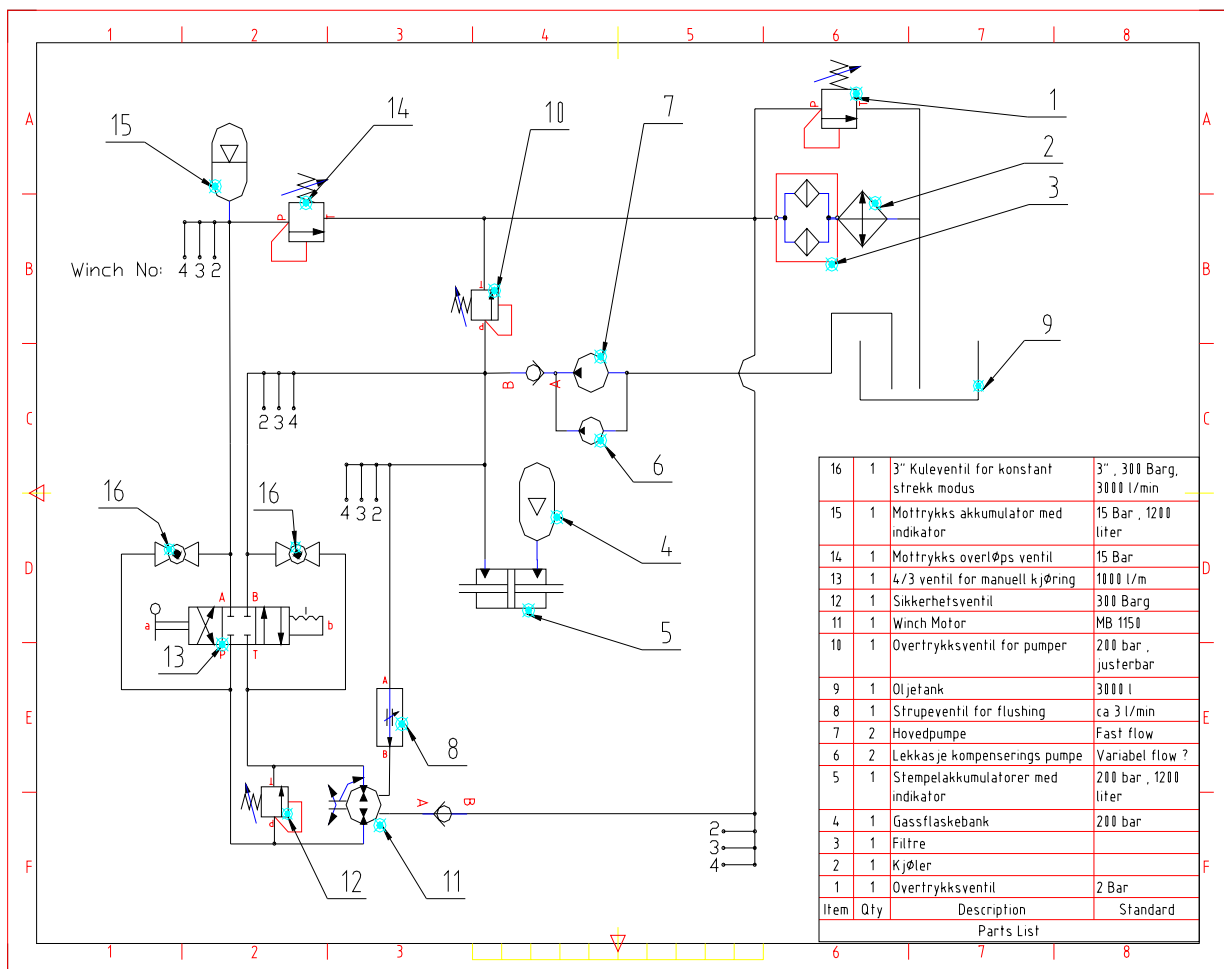 1 2 3 4 5 6 7 8
A
A
B
B
C
C
D
D
E
E
F
F
1 2 3 4 5 6 7 8
15
14
10
7
1
2
3
9
6
4
5
16
16
13
8
12
11
P
T
P
T
T
P
Winch No:
4 3 2
2 3 4
4 3 2
B
A
A
B
a
b
P
T
A
B
T
P
A
B
2
3
4
16 1 3" Kuleventil for konstant 3" , 300 Barg,
strekk modus 3000 l/min
15 1 Mottrykks akkumulator med 15 Bar , 1200
indikator liter
14 1 Mottrykks overløps ventil 15 Bar
13 1 4/3 ventil for manuell kjøring 1000 l/m
12 1 Sikkerhetsventil 300 Barg
11 1 Winch Motor MB 1150
10 1 Overtrykksventil for pumper 200 bar ,
justerbar
9 1 Oljetank 3000 l
8 1 Strupeventil for flushing ca 3 l/min
7 2 Hovedpumpe Fast flow
6 2 Lekkasje kompenserings pumpe Variabel flow ?
5 1 Stempelakkumulatorer med 200 bar , 1200
indikator liter
4 1 Gassflaskebank 200 bar
3 1 Filtre
2 1 Kjøler
1 1 Overtrykksventil 2 Bar
Item Qty Description Standard
Parts List